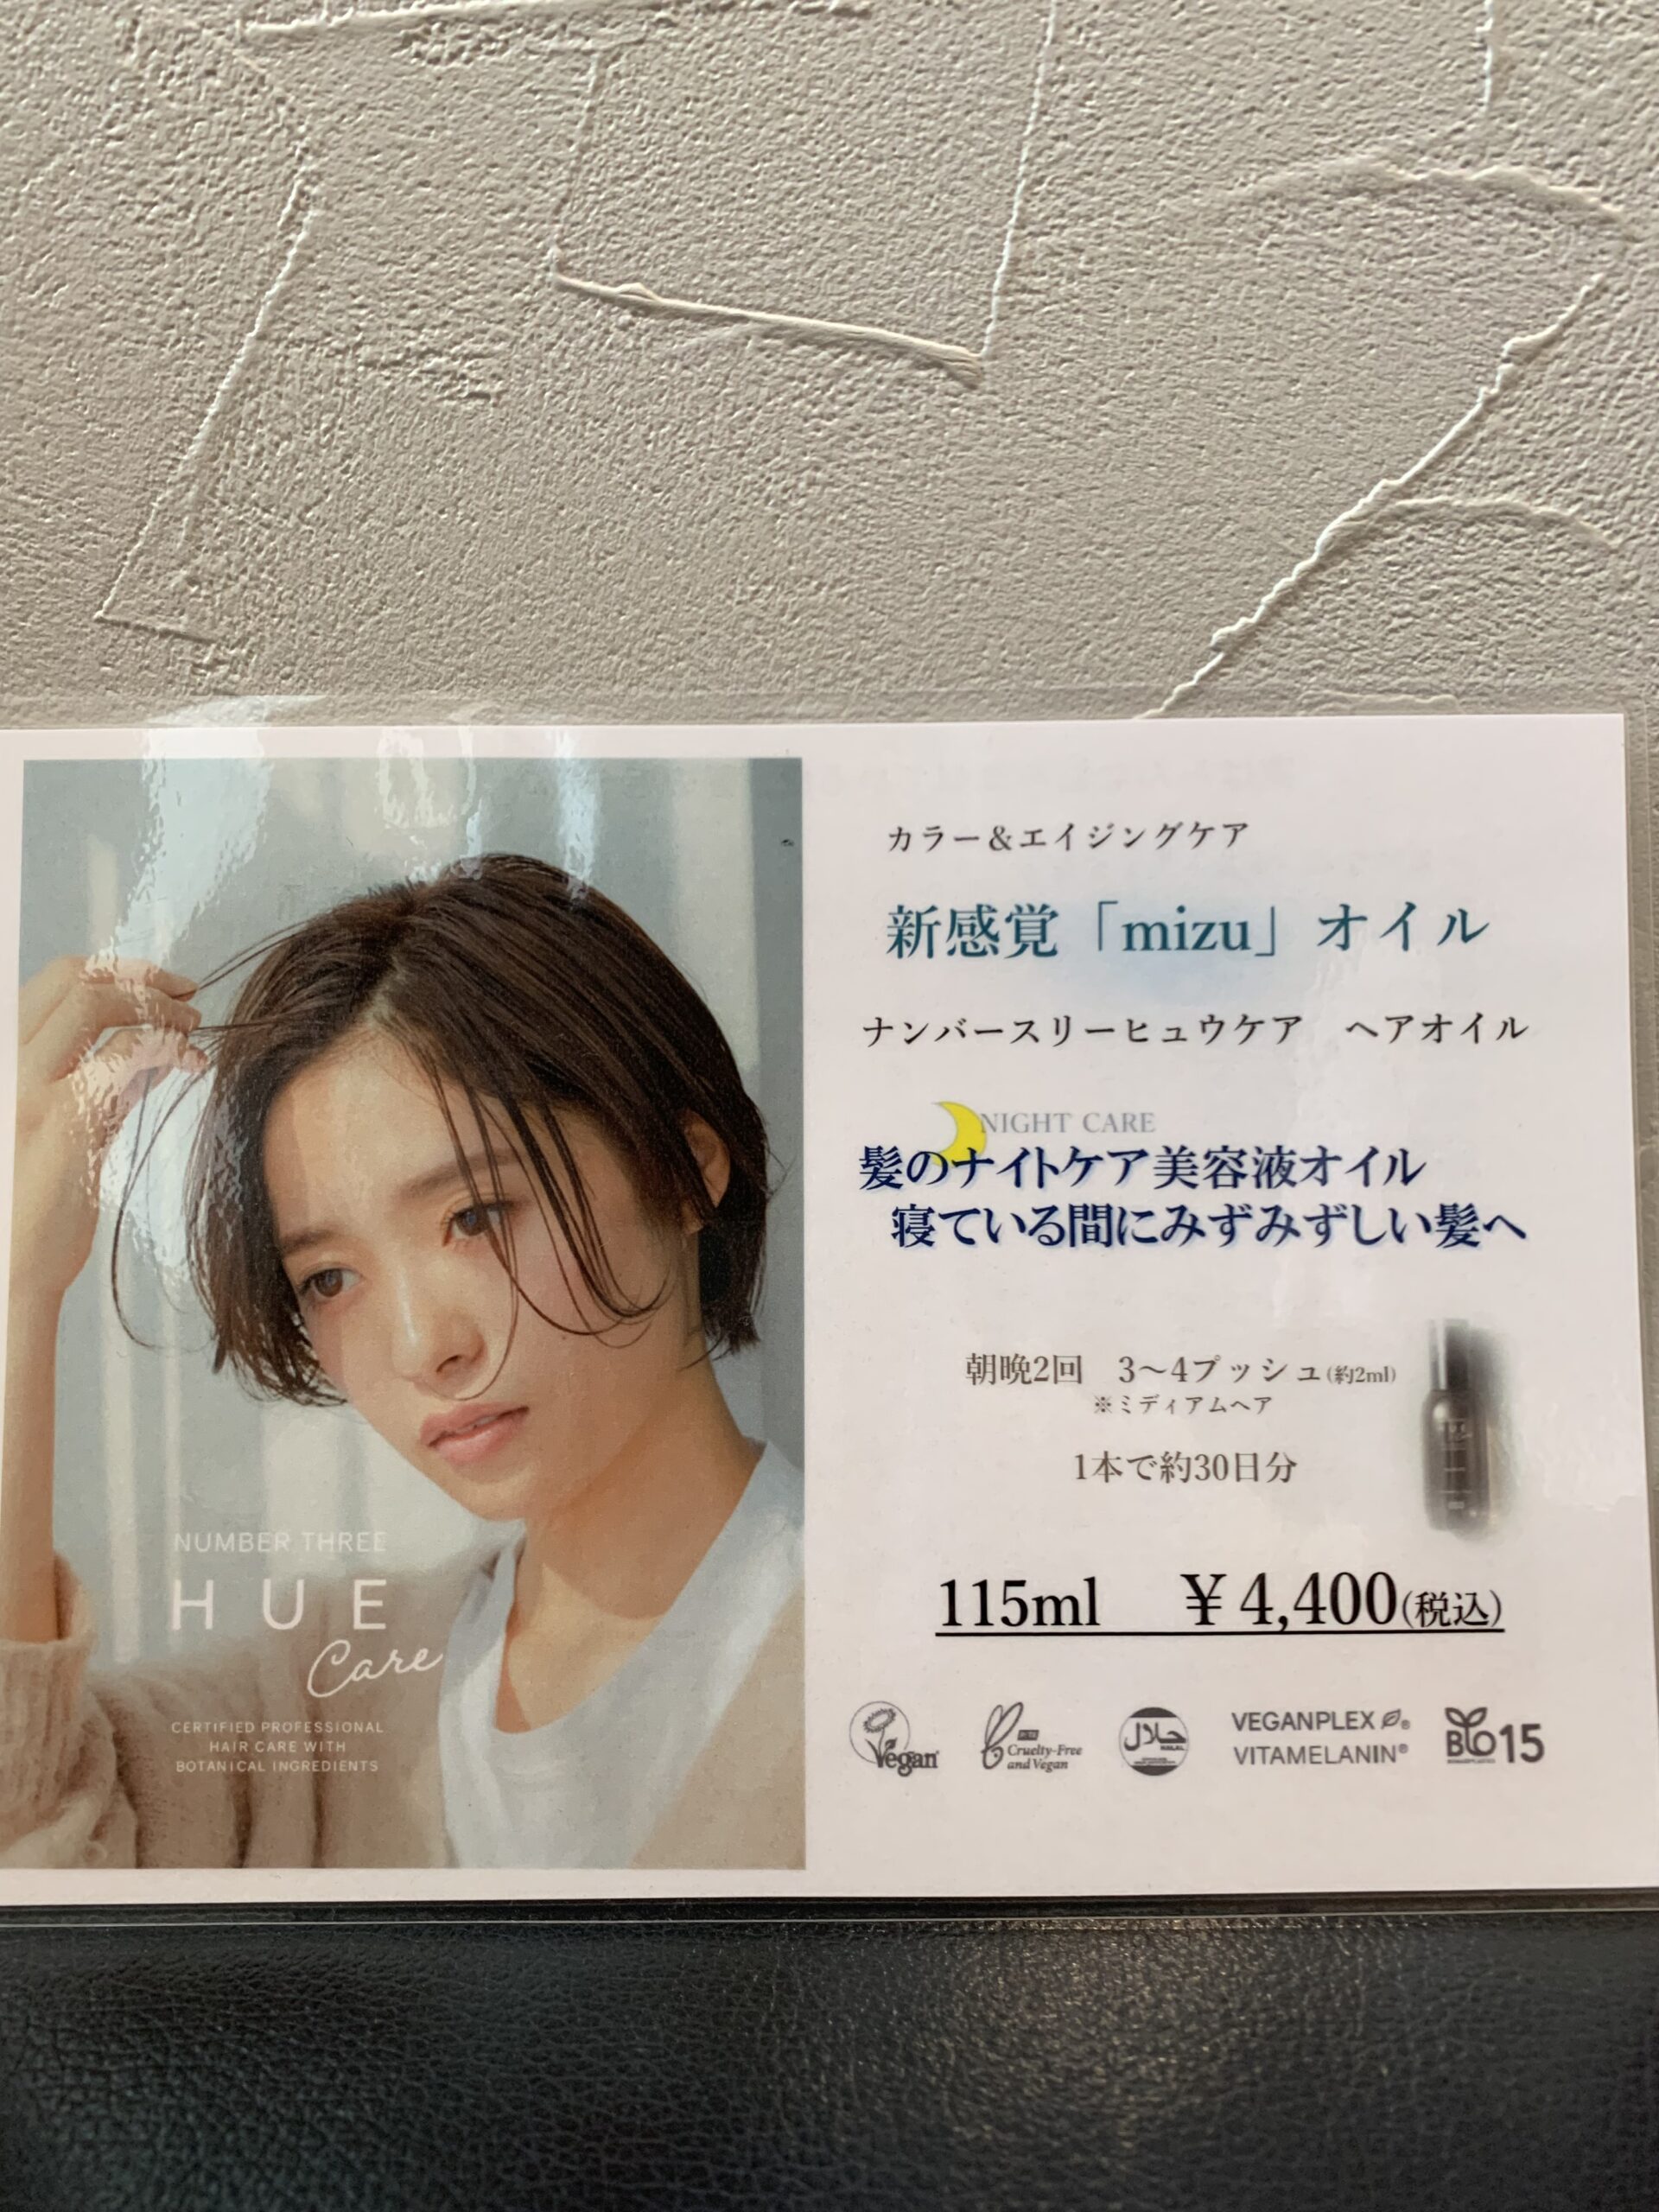 NUMBER THREE
HUE
Care
CERTIFIED PROFESSIONAL
HAIR CARE WITH
BOTANICAL INGREDIENTS
カラー&エイジングケア
新感覚「mizu」オイル
ナンバースリーヒュウケア　ヘアオイル
NIGHT CARE
髪のナイトケア美容液オイル
寝ている間にみずみずしい髪へ
朝晩2回　3〜4プッシュ(約2ml)
※ミディアムヘア
1本で約30日分
115ml　￥4,400(税込)
Vegan
Cruelty-Free
and Vegan
حلال
HALAL
VEGANPLEX®
VITAMELANIN®
BIO15